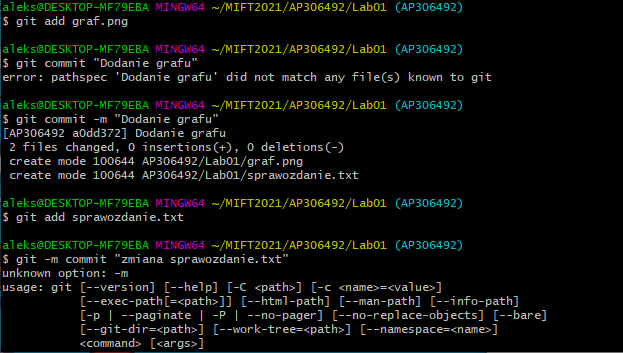 aleks@DESKTOP-MF79EBA MINGW64 ~/MIFT2021/AP306492/Lab01 (AP306492)
$ git add graf.png
aleks@DESKTOP-MF79EBA MINGW64 ~/MIFT2021/AP306492/Lab01 (AP306492)
$ git commit "Dodanie grafu"
error: pathspec 'Dodanie grafu' did not match any file(s) known to git
aleks@DESKTOP-MF79EBA MINGW64 ~/MIFT2021/AP306492/Lab01 (AP306492)
$ git commit -m "Dodanie grafu"
[AP306492 a0dd372] Dodanie grafu
 2 files changed, 0 insertions(+), 0 deletions(-)
 create mode 100644 AP306492/Lab01/graf.png
 create mode 100644 AP306492/Lab01/sprawozdanie.txt
aleks@DESKTOP-MF79EBA MINGW64 ~/MIFT2021/AP306492/Lab01 (AP306492)
$ git add sprawozdanie.txt
aleks@DESKTOP-MF79EBA MINGW64 ~/MIFT2021/AP306492/Lab01 (AP306492)
$ git -m commit "zmiana sprawozdanie.txt"
unknown option: -m
usage: git [--version] [--help] [-C <path>] [-c <name>=<value>]
           [--exec-path[=<path>]] [--html-path] [--man-path] [--info-path]
           [-p | --paginate | -P | --no-pager] [--no-replace-objects] [--bare]
           [--git-dir=<path>] [--work-tree=<path>] [--namespace=<name>]
           <command> [<args>]